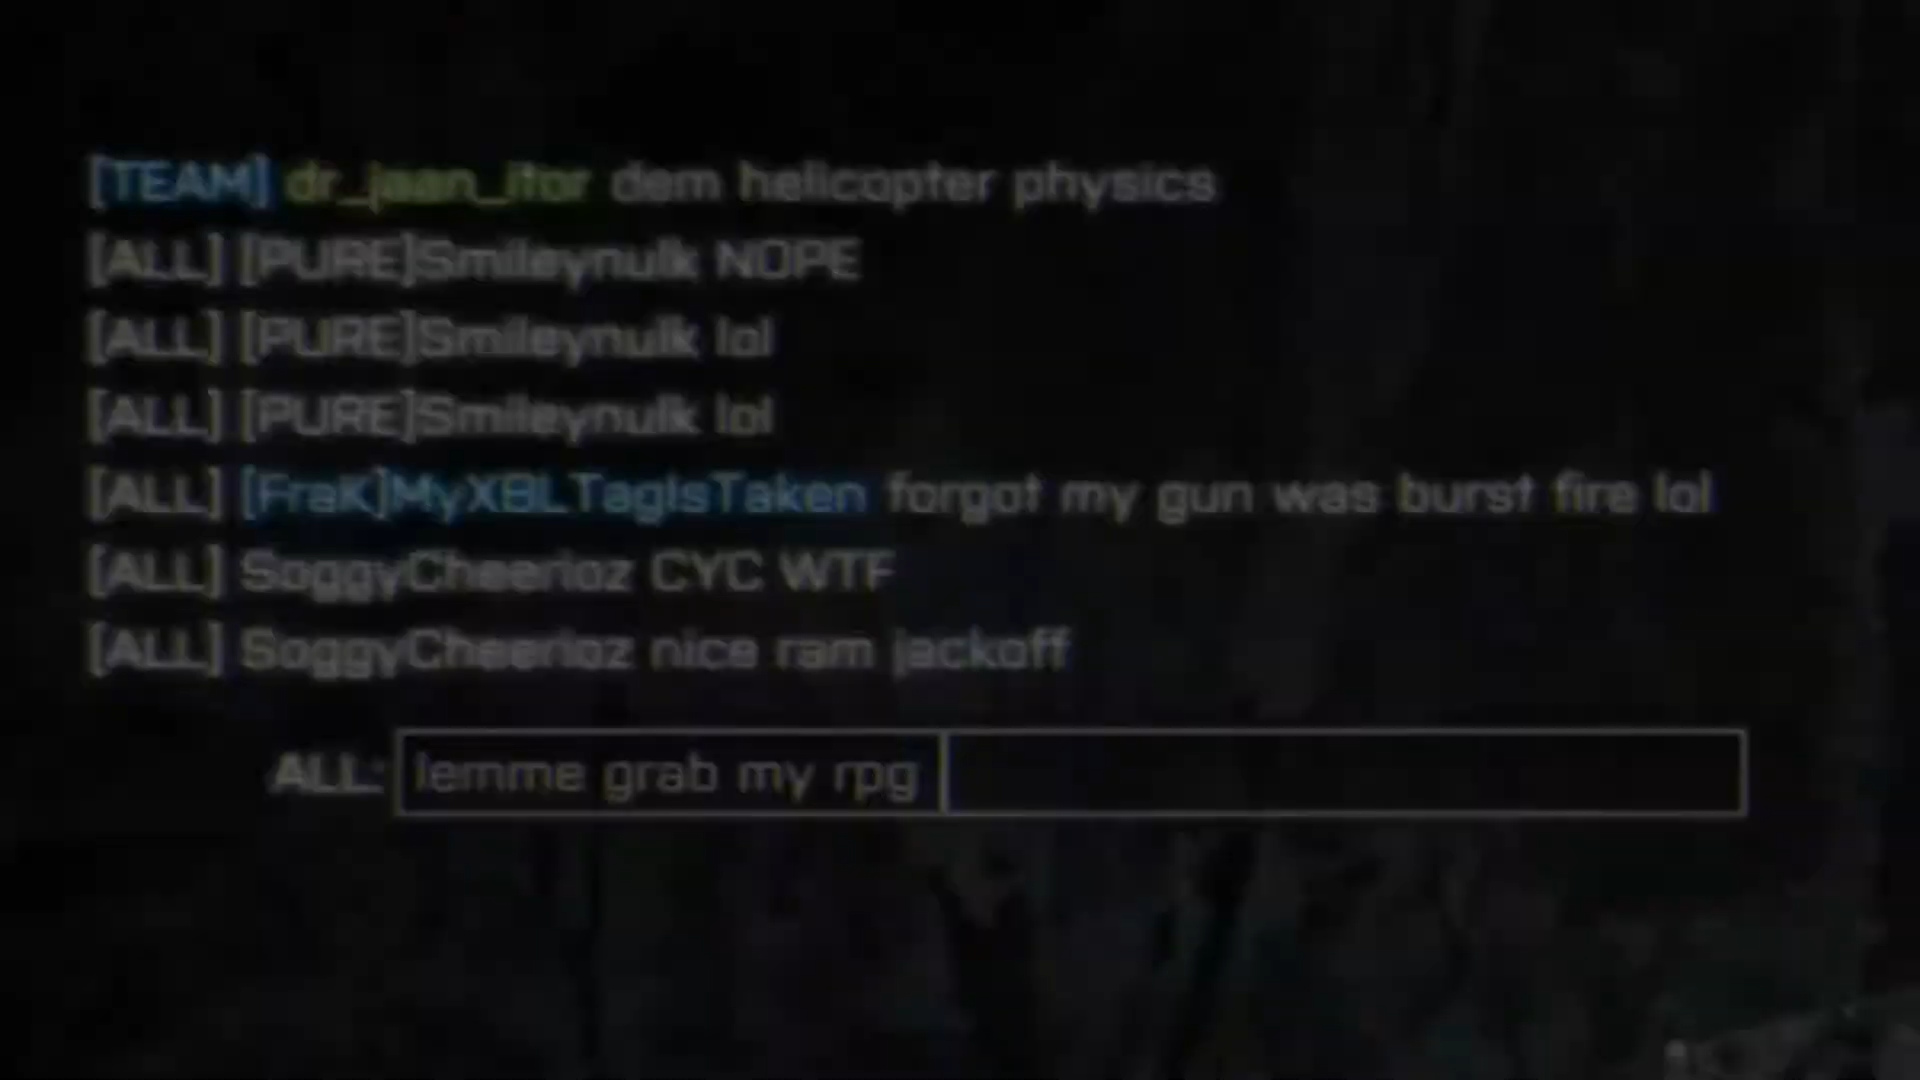 [TEAM] dr_jaan_itor dem helicopter physics
[ALL] [PURE]Smileynulk NOPE
[ALL] [PURE]Smileynulk lol
[ALL] [PURE]Smileynulk lol
[ALL] [FraK]MyXBLTagIsTaken forgot my gun was burst fire lol
[ALL] SoggyCheerioz CYC WTF
[ALL] SoggyCheerioz nice ram jackoff
ALL: lemme grab my rpg